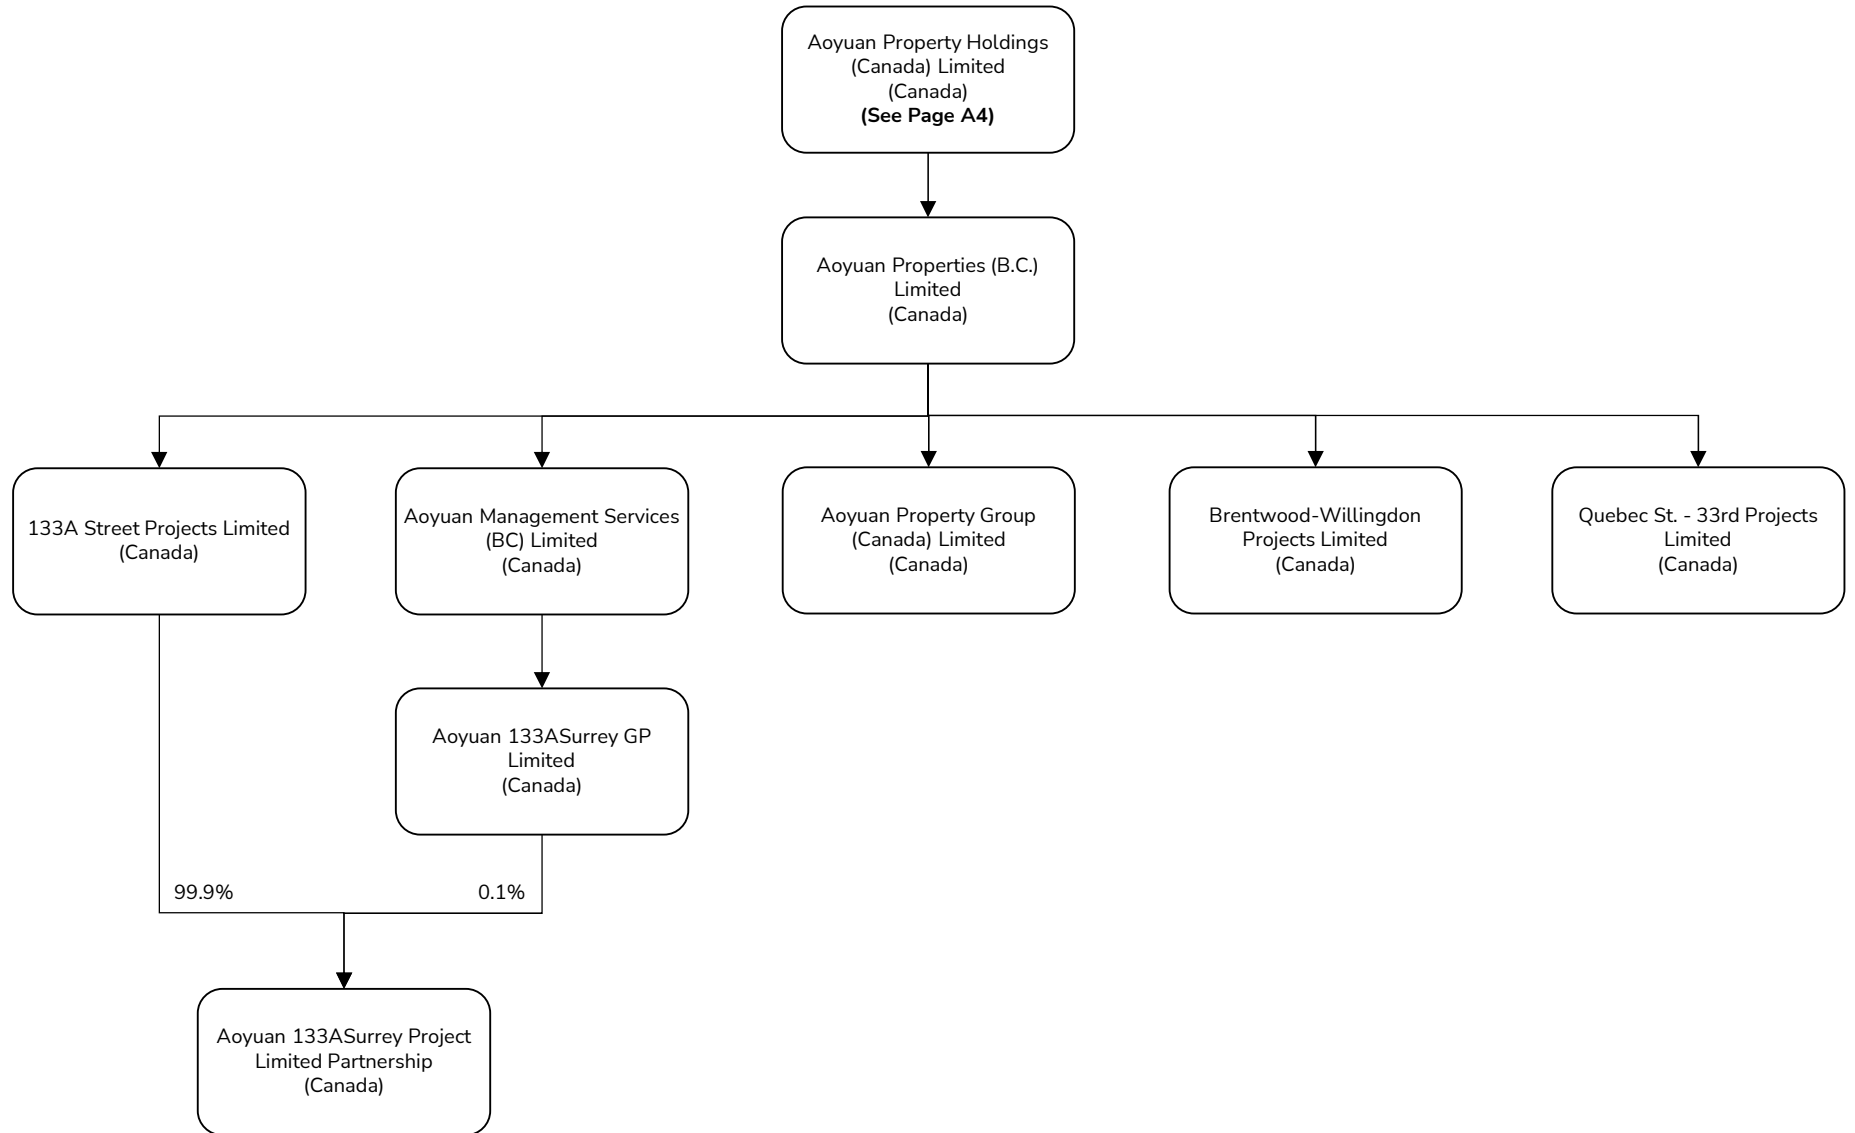 Aoyuan Property Holdings
(Canada) Limited
(Canada)
(See Page A4)
Aoyuan Properties (B.C.)
Limited
(Canada)
133A Street Projects Limited
(Canada)
Aoyuan Management Services
(BC) Limited
(Canada)
Aoyuan Property Group
(Canada) Limited
(Canada)
Brentwood-Willingdon
Projects Limited
(Canada)
Quebec St. - 33rd Projects
Limited
(Canada)
Aoyuan 133ASurrey GP
Limited
(Canada)
99.9%
0.1%
Aoyuan 133ASurrey Project
Limited Partnership
(Canada)